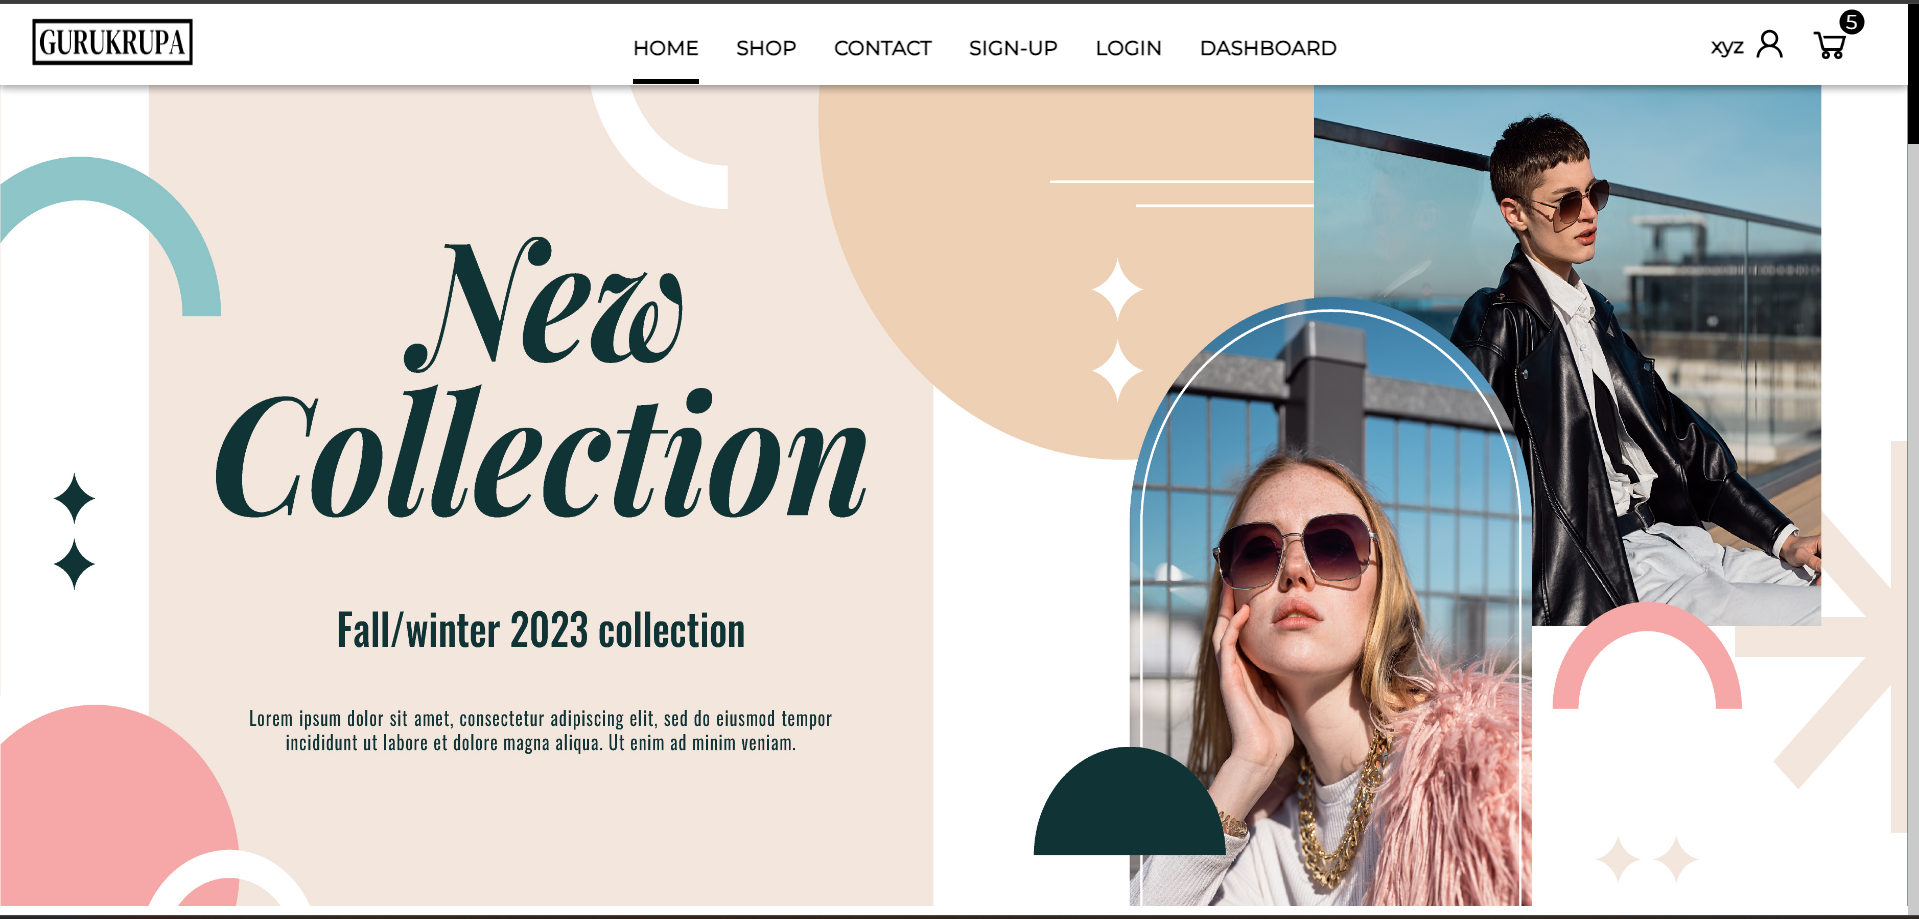 GURUKRUPA
HOME SHOP CONTACT SIGN-UP LOGIN DASHBOARD
xyz 5
New
Collection
Fall/winter 2023 collection
Lorem ipsum dolor sit amet, consectetur adipiscing elit, sed do eiusmod tempor
incididunt ut labore et dolore magna aliqua. Ut enim ad minim veniam.